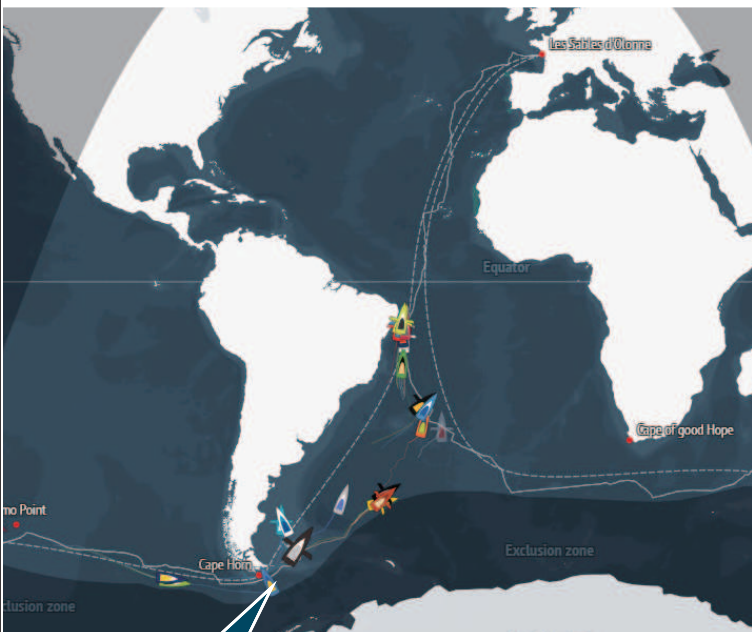 Les Sables d'Olonne
Equator
Cape of good Hope
mo Point
Exclusion zone
Cape Horn
clusion zone